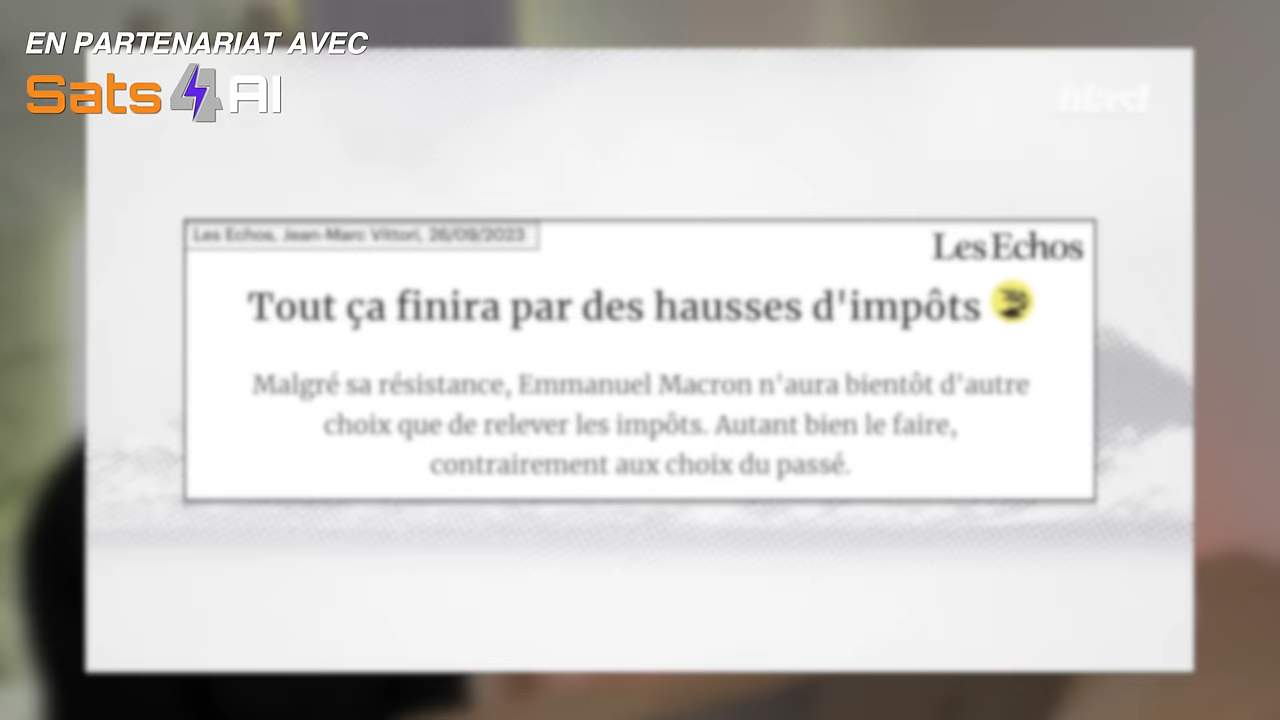 EN PARTENARIAT AVEC
Sats4AI
blast
Les Echos, Jean-Marc Vittori, 26/09/2023
Les Echos
Tout ça finira par des hausses d'impôts
Malgré sa résistance, Emmanuel Macron n'aura bientôt d'autre
choix que de relever les impôts. Autant bien le faire,
contrairement aux choix du passé.